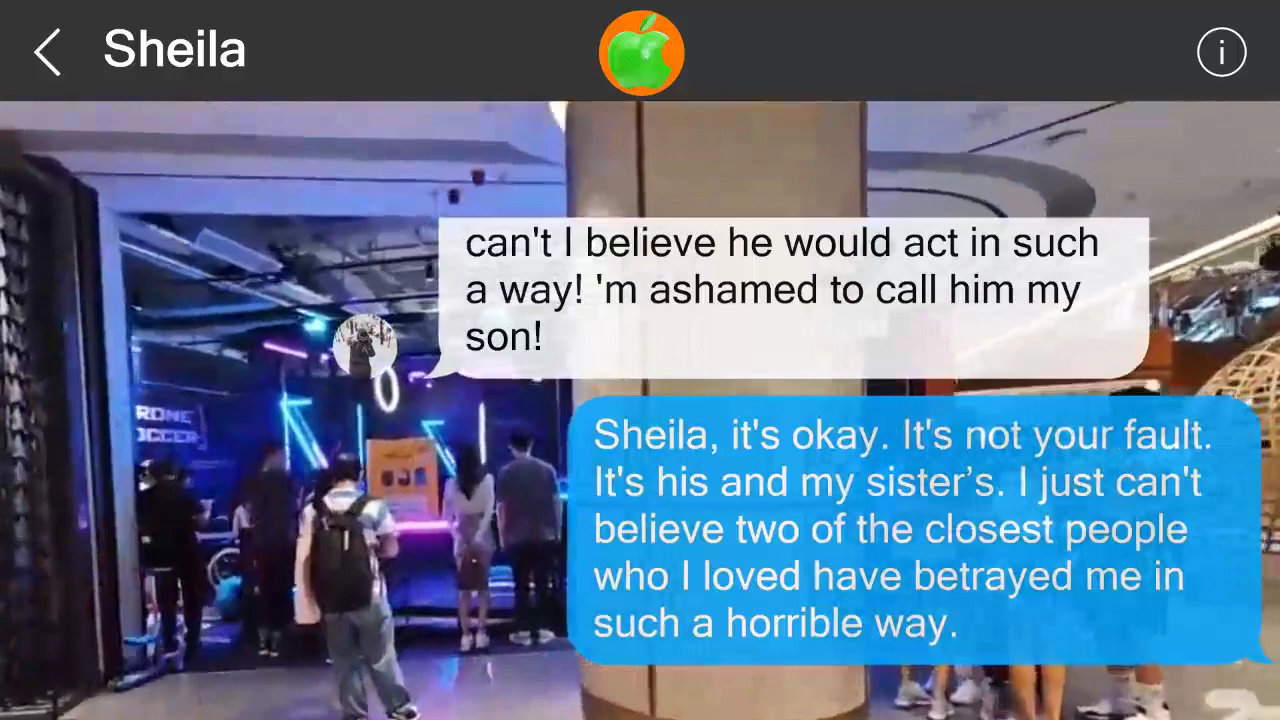 Sheila
i
can't I believe he would act in such
a way! 'm ashamed to call him my
son!
RONE
OCCER
Sheila, it's okay. It's not your fault.
It's his and my sister’s. I just can't
believe two of the closest people
who I loved have betrayed me in
such a horrible way.